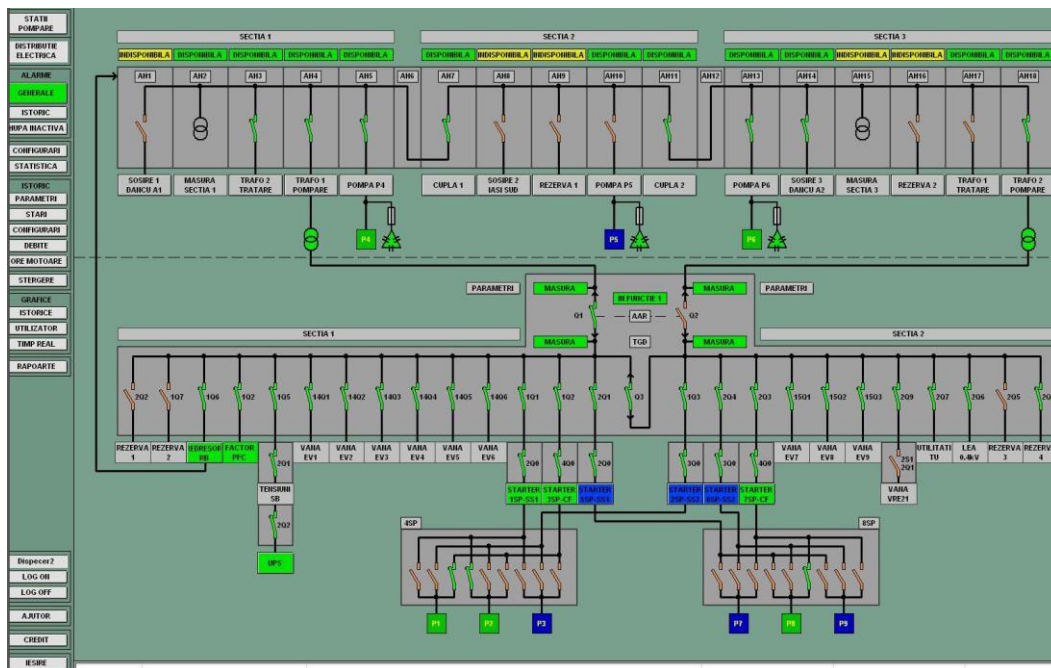 STATII
POMPARE
DISTRIBUTIE
ELECTRICA
ALARME
GENERALE
ISTORIC
HUPA INACTIVA
CONFIGURARI
STATISTICA
ISTORIC
PARAMETRI
STARI
CONFIGURARI
DEBITE
ORE MOTOARE
STERGERE
GRAFICE
ISTORICE
UTILIZATOR
TIMP REAL
RAPOARTE
Dispecer2
LOG ON
LOG OFF
AJUTOR
CREDIT
IESIRE
SECTIA 1 SECTIA 2 SECTIA 3
INDISPONIBILA DISPONIBILA DISPONIBILA DISPONIBILA DISPONIBILA DISPONIBILA INDISPONIBILA INDISPONIBILA DISPONIBILA DISPONIBILA DISPONIBILA DISPONIBILA INDISPONIBILA INDISPONIBILA DISPONIBILA DISPONIBILA
AH1 AH2 AH3 AH4 AH5 AH6 AH7 AH8 AH9 AH10 AH11 AH12 AH13 AH14 AH15 AH16 AH17 AH18
SOSIRE 1 MASURA TRAFO 2 TRAFO 1 POMPA P4 CUPLA 1 SOSIRE 2 REZERVA 1 POMPA P5 CUPLA 2 POMPA P6 SOSIRE 3 MASURA REZERVA 2 TRAFO 1 TRAFO 2
DANCU A1 SECTIA 1 TRATARE POMPARE IASI SUD DANCU A2 SECTIA 3 TRATARE POMPARE
P4 P5 P6
PARAMETRI MASURA MASURA PARAMETRI
IN FUNCTIE 1
Q1 AAR Q2
SECTIA 1 MASURA TGD MASURA SECTIA 2
2Q2 1Q7 1Q6 1Q2 1Q5 14Q1 14Q2 14Q3 14Q4 14Q5 14Q6 1Q1 1Q2 2Q1 Q3 1Q3 2Q4 2Q3 15Q1 15Q2 15Q3 2Q9 2Q7 2Q8 2Q5
REZERVA REZERVA FACTOR VANA VANA VANA VANA VANA VANA VANA VANA VANA UTILITATI LEA REZERVA REZERVA
1 2 PFC EV1 EV2 EV3 EV4 EV5 EV6 EV7 EV8 EV9 TU 0.4kV 3 4
2Q1 2Q0 4Q0 2Q0 3Q0 3Q0 4Q0 2S1
2Q1
TENSIUNI STARTER STARTER STARTER STARTER STARTER STARTER VANA
SB 1SP-SS1 3SP-CF 2SP-SS2 6SP-SS2 7SP-CF VRE21
2Q2
4SP 8SP
UPS
P1 P2 P3 P7 P8 P9